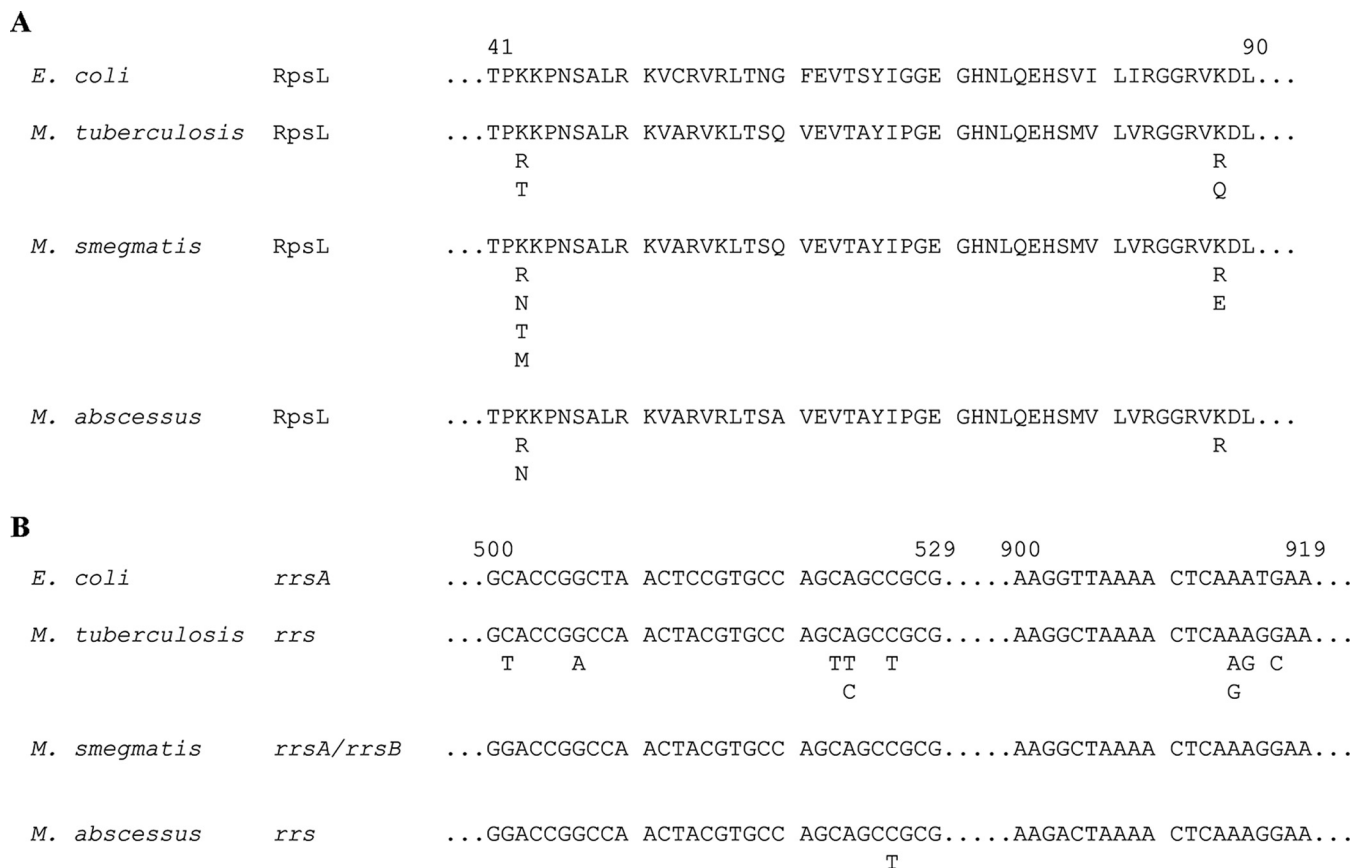 A
41 90
E. coli RpsL ...TPKKPNSALR KVCRVRLTNG FEVTSYIGGE GHNLQEHSVI LIRGGRVKDL...
M. tuberculosis RpsL ...TPKKPNSALR KVARVKLTSQ VEVTAYIPGE GHNLQEHSMV LVRGGRVKDL...
R R
T Q
M. smegmatis RpsL ...TPKKPNSALR KVARVKLTSQ VEVTAYIPGE GHNLQEHSMV LVRGGRVKDL...
R R
N E
T
M
M. abscessus RpsL ...TPKKPNSALR KVARVRLTSA VEVTAYIPGE GHNLQEHSMV LVRGGRVKDL...
R R
N
B
500 529 900 919
E. coli rrsA ...GCACCGGCTA ACTCCGTGCC AGCAGCCGCG.....AAGGTTAAAA CTCAAATGAA...
M. tuberculosis rrs ...GCACCGGCCA ACTACGTGCC AGCAGCCGCG.....AAGGCTAAAA CTCAAAGGAA...
T A TT T AG C
C G
M. smegmatis rrsA/rrsB ...GGACCGGCCA ACTACGTGCC AGCAGCCGCG.....AAGGCTAAAA CTCAAAGGAA...
M. abscessus rrs ...GGACCGGCCA ACTACGTGCC AGCAGCCGCG.....AAGACTAAAA CTCAAAGGAA...
T